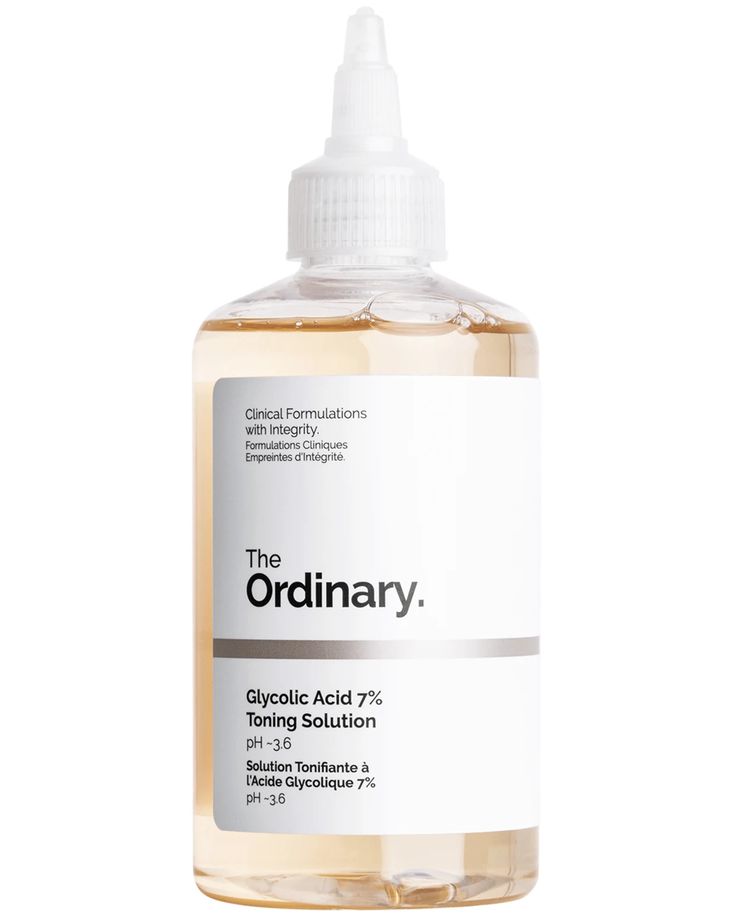 Clinical Formulations
with Integrity.
Formulations Cliniques
Empreintes d'Intégrité.
The
Ordinary.
Glycolic Acid 7%
Toning Solution
pH ~3.6
Solution Tonifiante à
l'Acide Glycolique 7%
pH ~3.6